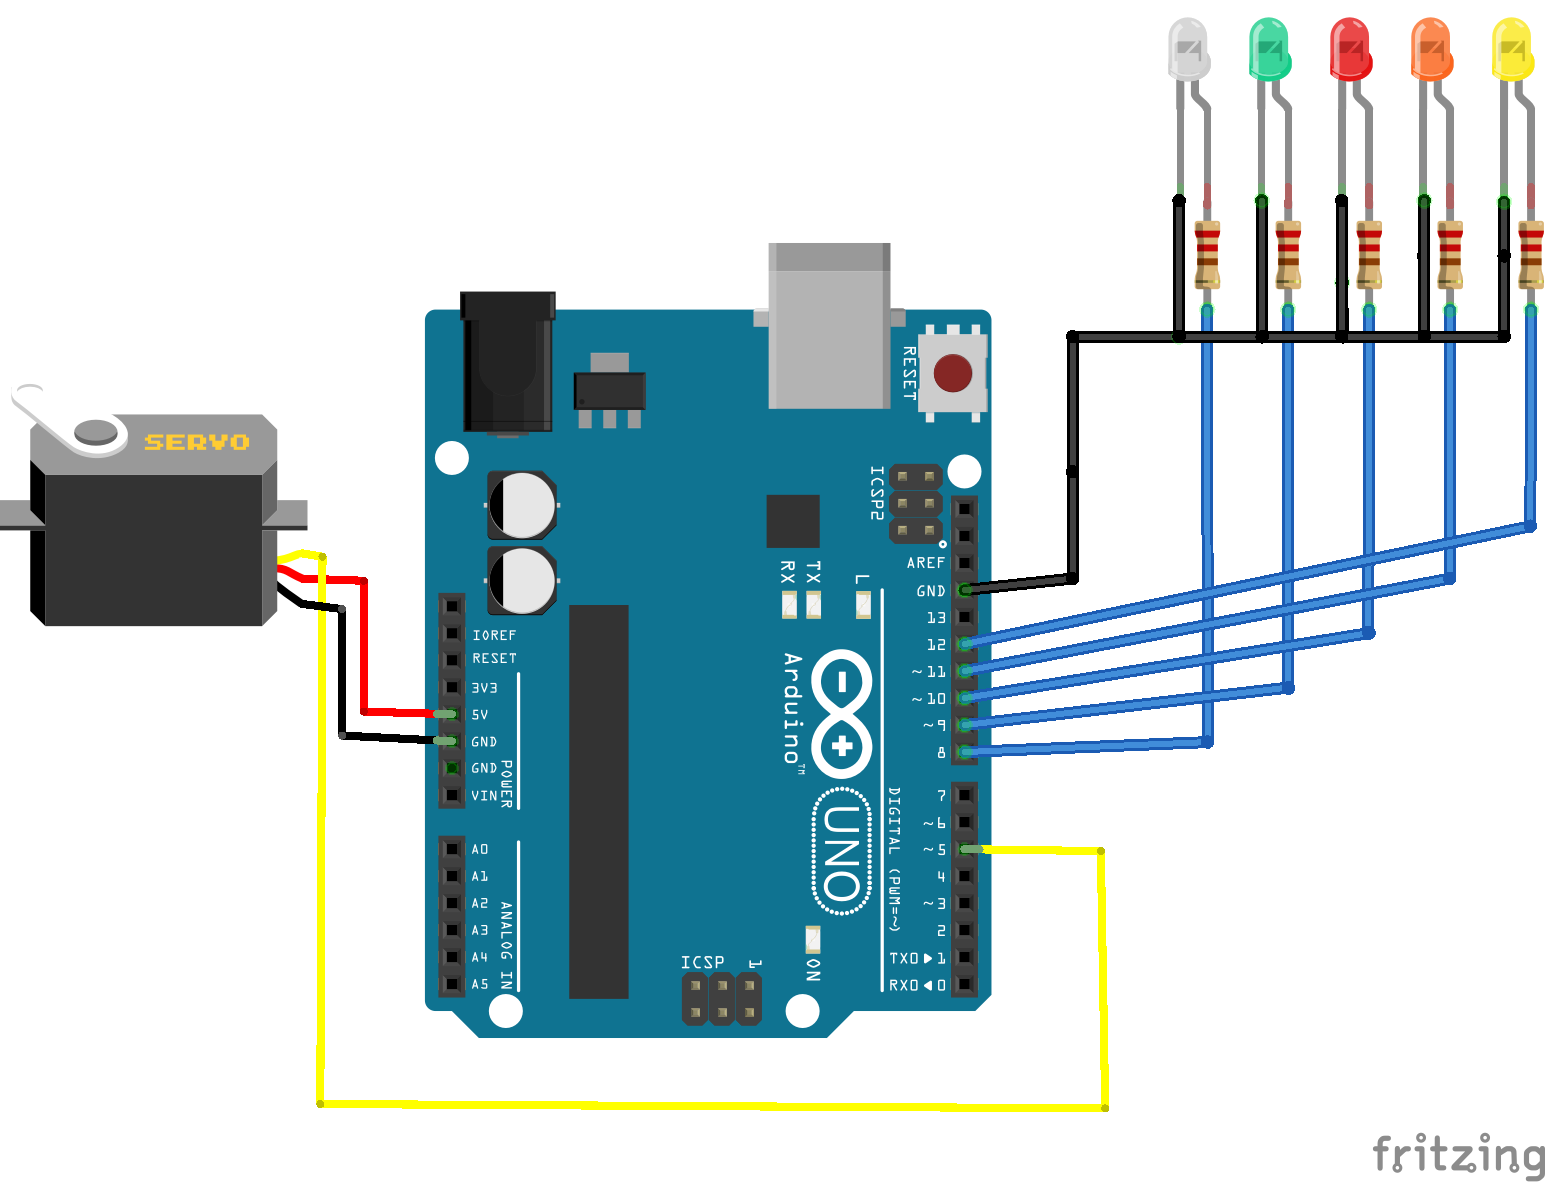 SERVO
RESET
ICSP2
AREF
GND
13
12
~11
~10
~9
8
RX
TX
L
IOREF
RESET
3V3
5V
GND
GND
VIN
POWER
Arduino™
UNO
DIGITAL (PWM=~)
7
~6
~5
4
~3
2
TX0▶1
RX0◀0
A0
A1
A2
A3
A4
A5
ANALOG IN
ICSP
1
ON
fritzing